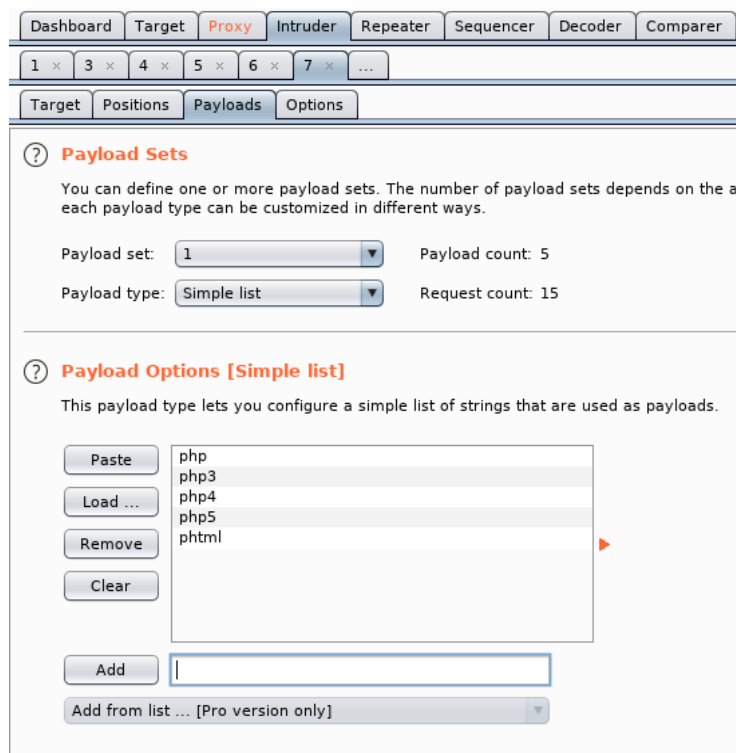 Dashboard Target Proxy Intruder Repeater Sequencer Decoder Comparer
1 × 3 × 4 × 5 × 6 × 7 × ...
Target Positions Payloads Options
? Payload Sets
You can define one or more payload sets. The number of payload sets depends on the a
each payload type can be customized in different ways.
Payload set: 1 Payload count: 5
Payload type: Simple list Request count: 15
? Payload Options [Simple list]
This payload type lets you configure a simple list of strings that are used as payloads.
Paste
Load ...
Remove
Clear
php
php3
php4
php5
phtml
Add
Add from list ... [Pro version only]